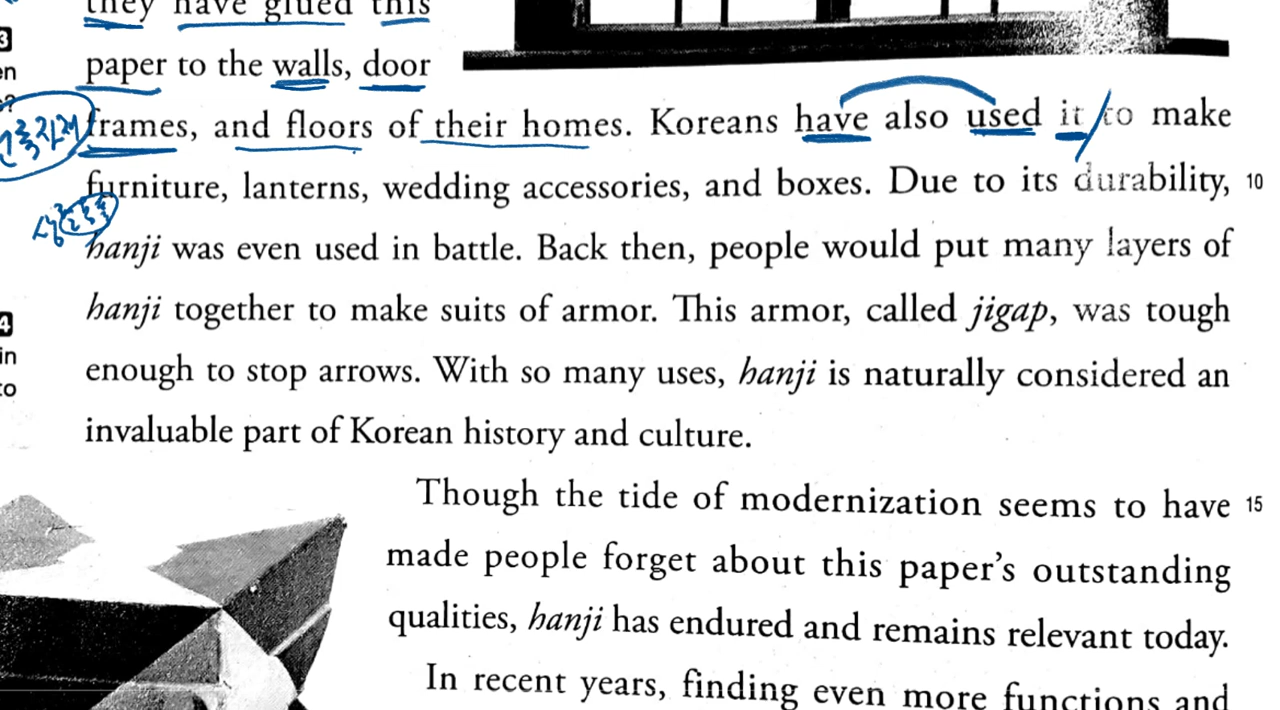 they have glued this
paper to the walls, door
frames, and floors of their homes. Koreans have also used it to make
furniture, lanterns, wedding accessories, and boxes. Due to its durability, 10
hanji was even used in battle. Back then, people would put many layers of
hanji together to make suits of armor. This armor, called jigap, was tough
enough to stop arrows. With so many uses, hanji is naturally considered an
invaluable part of Korean history and culture.
Though the tide of modernization seems to have 15
made people forget about this paper's outstanding
qualities, hanji has endured and remains relevant today.
In recent years, finding even more functions and
3
en
4
in
to